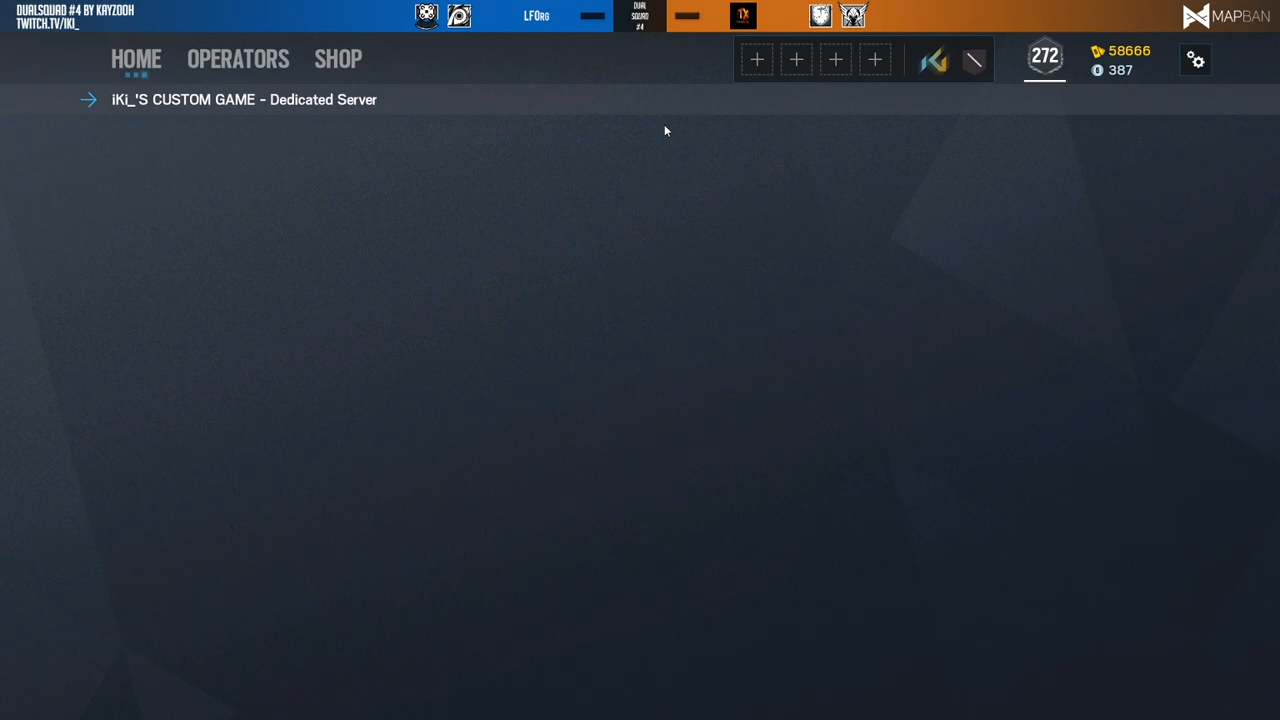 DUALSQUAD #4 BY KAYZOOH
TWITCH.TV/IKI_
LFORG
DUAL
SQUAD
#4
1X
MAPBAN
HOME
OPERATORS
SHOP
272
58666
387
iKi_'S CUSTOM GAME - Dedicated Server